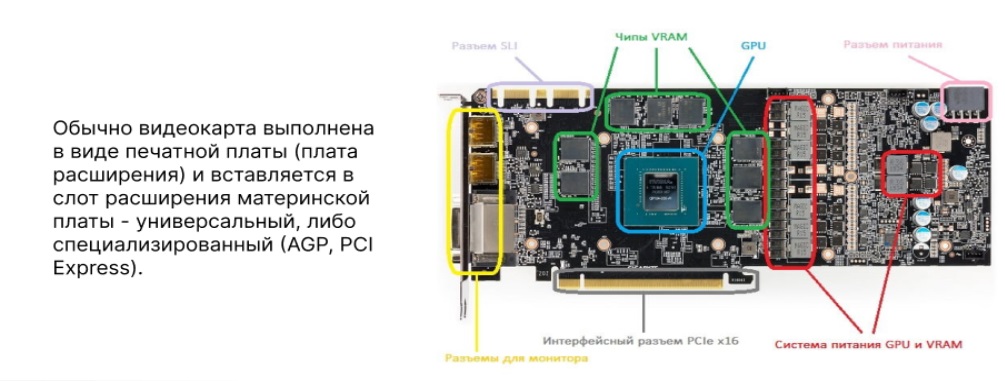 Обычно видеокарта выполнена
в виде печатной платы (плата
расширения) и вставляется в
слот расширения материнской
платы - универсальный, либо
специализированный (AGP, PCI
Express).
Разъем SLI
Чипы VRAM
GPU
Разъем питания
Интерфейсный разъем PCIe x16
Система питания GPU и VRAM
Разъемы для монитора